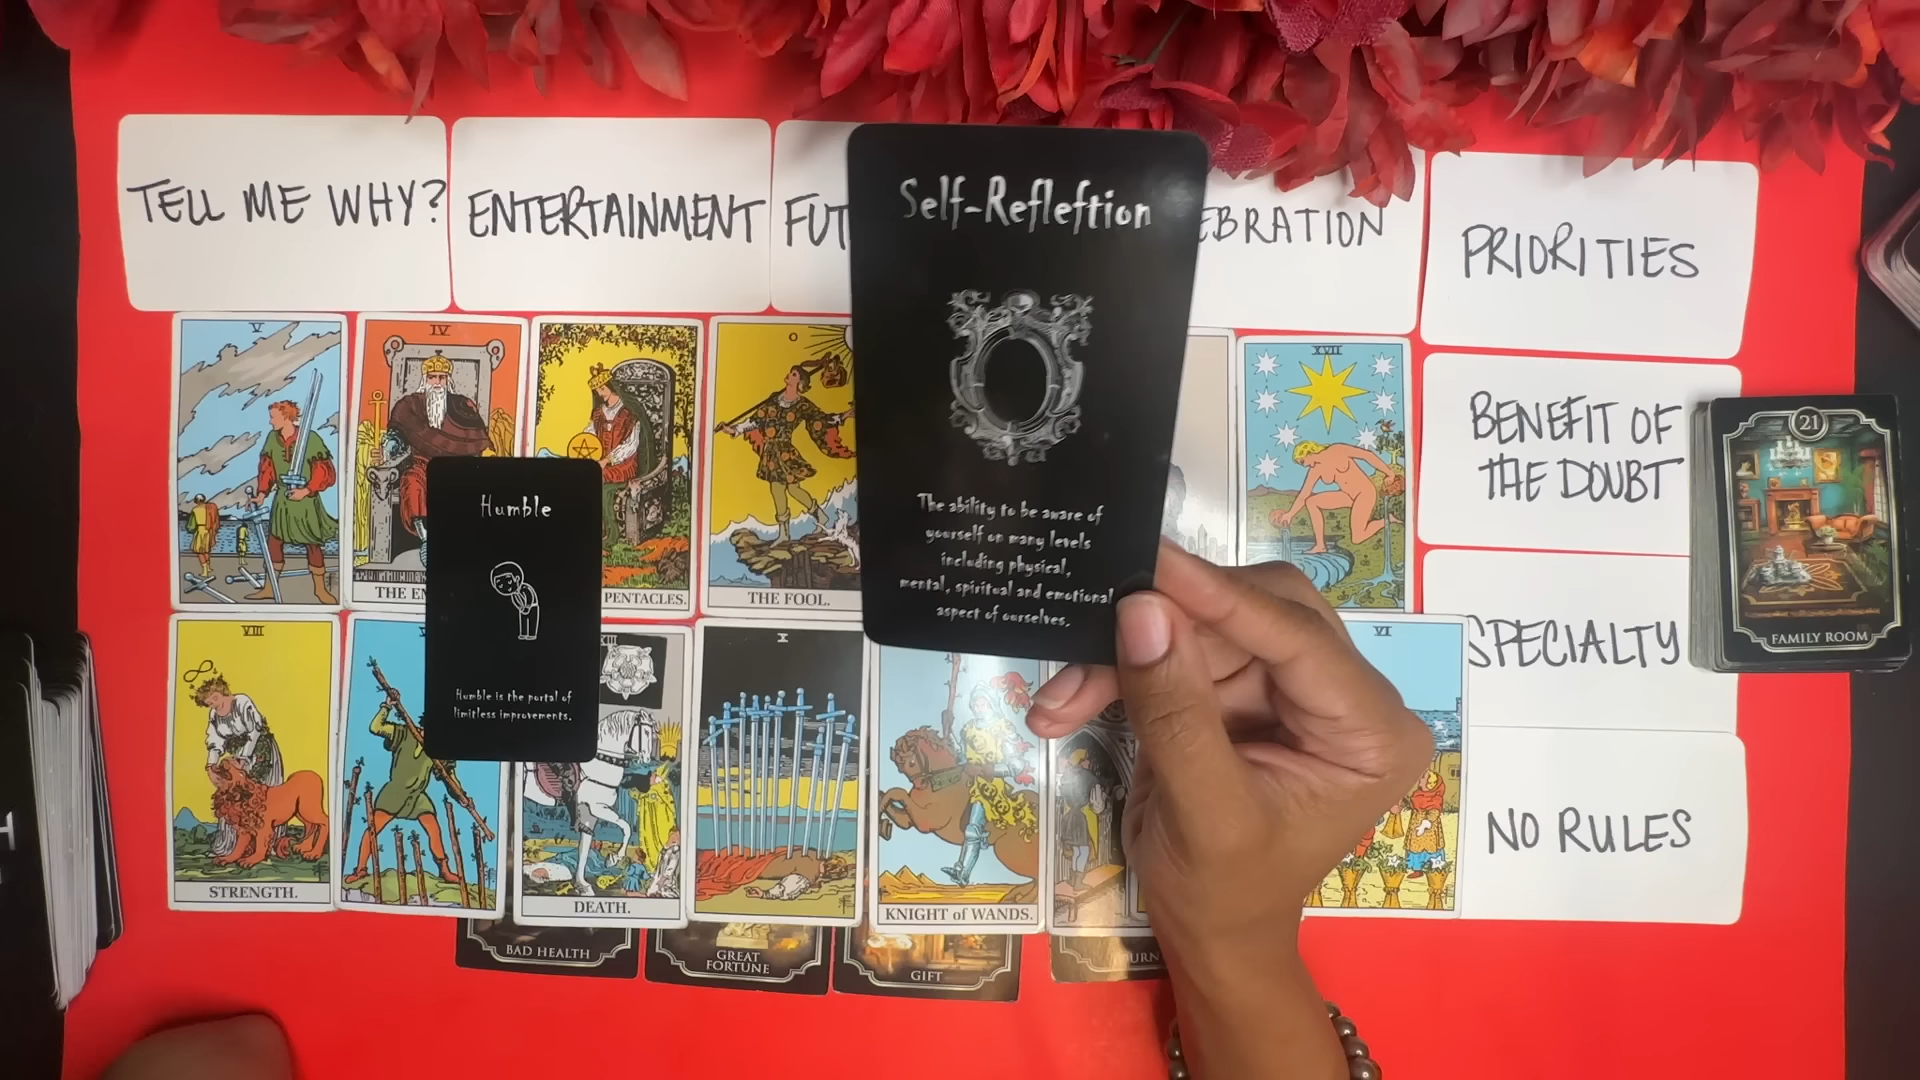 TELL ME WHY?
ENTERTAINMENT
FUT
EBRATION
PRIORITIES
BENEFIT OF
THE DOUBT
SPECIALTY
NO RULES
Self-Refleftion
The ability to be aware of
yourself on many levels
including physical,
mental, spiritual and emotional
aspect of ourselves.
V
IV
THE EM
PENTACLES.
THE FOOL.
XVII
Humble
Humble is the portal of
limitless improvements.
VIII
STRENGTH.
XIII
DEATH.
X
KNIGHT of WANDS.
VI
21
FAMILY ROOM
BAD HEALTH
GREAT
FORTUNE
GIFT
OURN